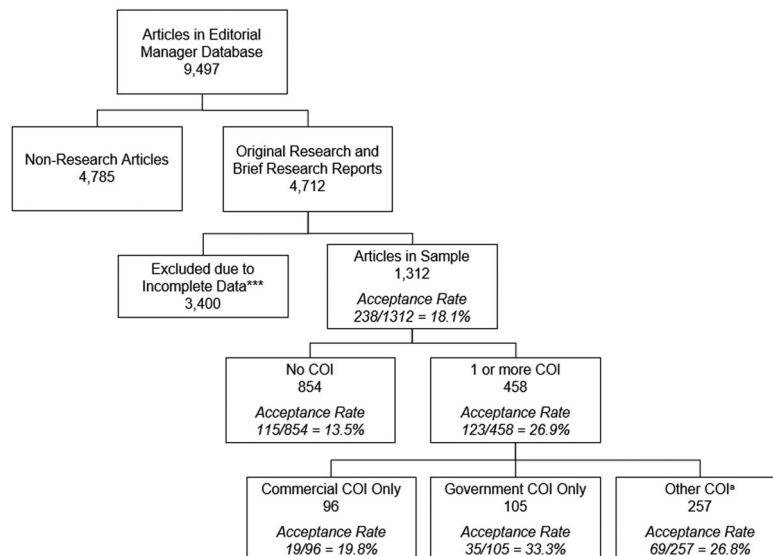 Articles in Editorial
Manager Database
9,497
Non-Research Articles
4,785
Original Research and
Brief Research Reports
4,712
Excluded due to
Incomplete Data***
3,400
Articles in Sample
1,312
Acceptance Rate
238/1312 = 18.1%
No COI
854
Acceptance Rate
115/854 = 13.5%
1 or more COI
458
Acceptance Rate
123/458 = 26.9%
Commercial COI Only
96
Acceptance Rate
19/96 = 19.8%
Government COI Only
105
Acceptance Rate
35/105 = 33.3%
Other COIᵃ
257
Acceptance Rate
69/257 = 26.8%